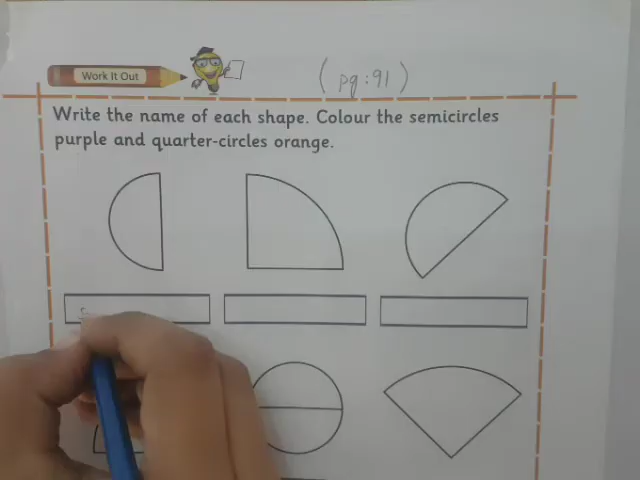 Work It Out
(pg:91)
Write the name of each shape. Colour the semicircles
purple and quarter-circles orange.
s